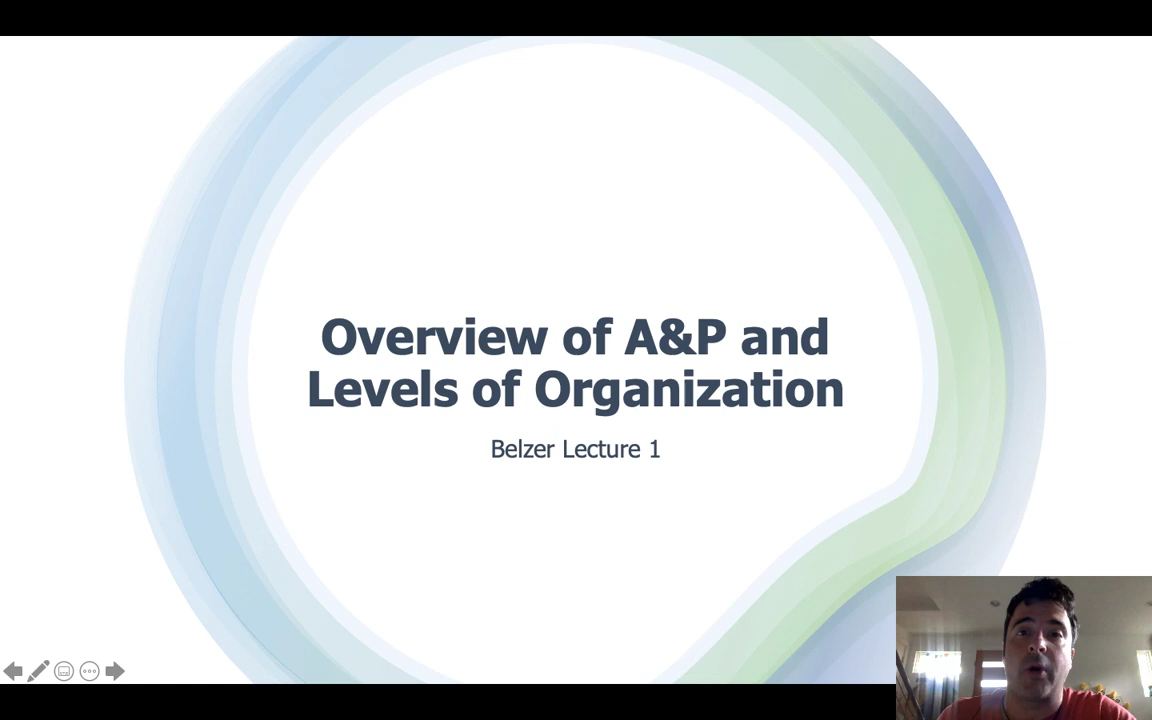 Overview of A&P and
Levels of Organization
Belzer Lecture 1